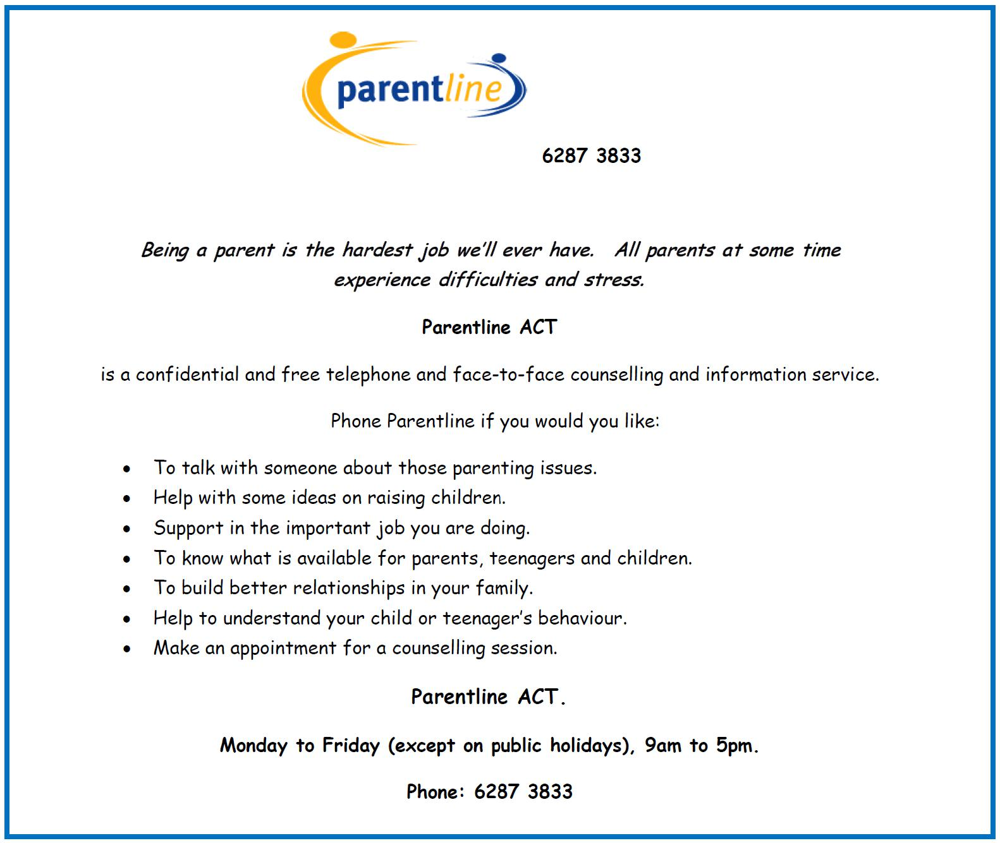 parentline
6287 3833
Being a parent is the hardest job we'll ever have. All parents at some time
experience difficulties and stress.
Parentline ACT
is a confidential and free telephone and face-to-face counselling and information service.
Phone Parentline if you would you like:
• To talk with someone about those parenting issues.
• Help with some ideas on raising children.
• Support in the important job you are doing.
• To know what is available for parents, teenagers and children.
• To build better relationships in your family.
• Help to understand your child or teenager's behaviour.
• Make an appointment for a counselling session.
Parentline ACT.
Monday to Friday (except on public holidays), 9am to 5pm.
Phone: 6287 3833